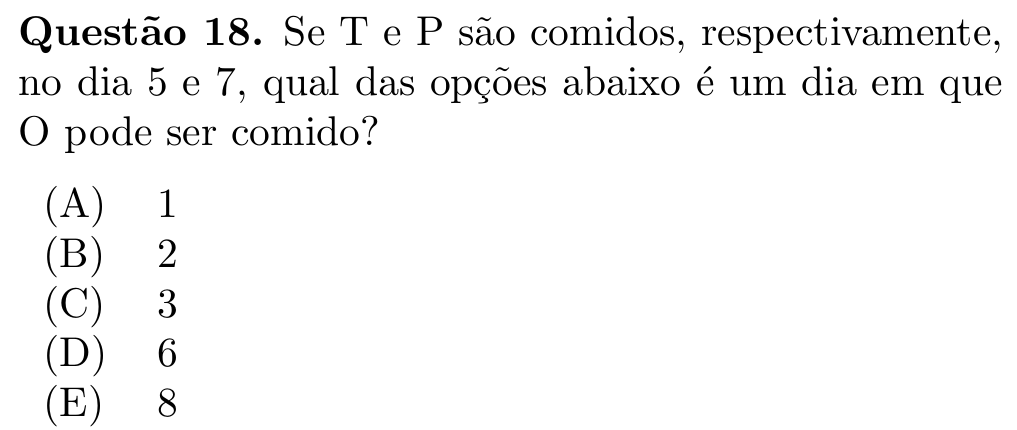 Questão 18. Se T e P são comidos, respectivamente,
no dia 5 e 7, qual das opções abaixo é um dia em que
O pode ser comido?
(A) 1
(B) 2
(C) 3
(D) 6
(E) 8